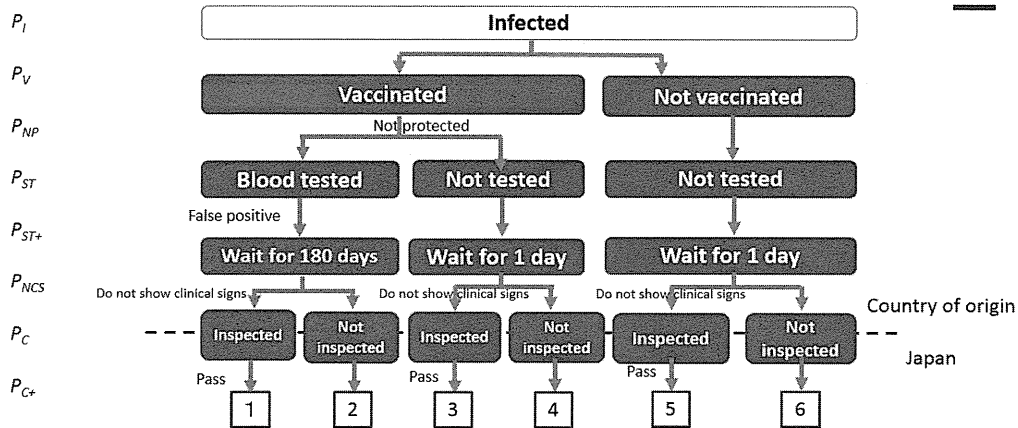 P_I
Infected
P_V
Vaccinated
Not vaccinated
P_NP
Not protected
P_ST
Blood tested
Not tested
Not tested
False positive
P_ST+
Wait for 180 days
Wait for 1 day
Wait for 1 day
P_NCS
Do not show clinical signs
Do not show clinical signs
Do not show clinical signs
Country of origin
P_C
Inspected
Not
inspected
Inspected
Not
inspected
Inspected
Not
inspected
Japan
P_C+
Pass
Pass
Pass
1
2
3
4
5
6